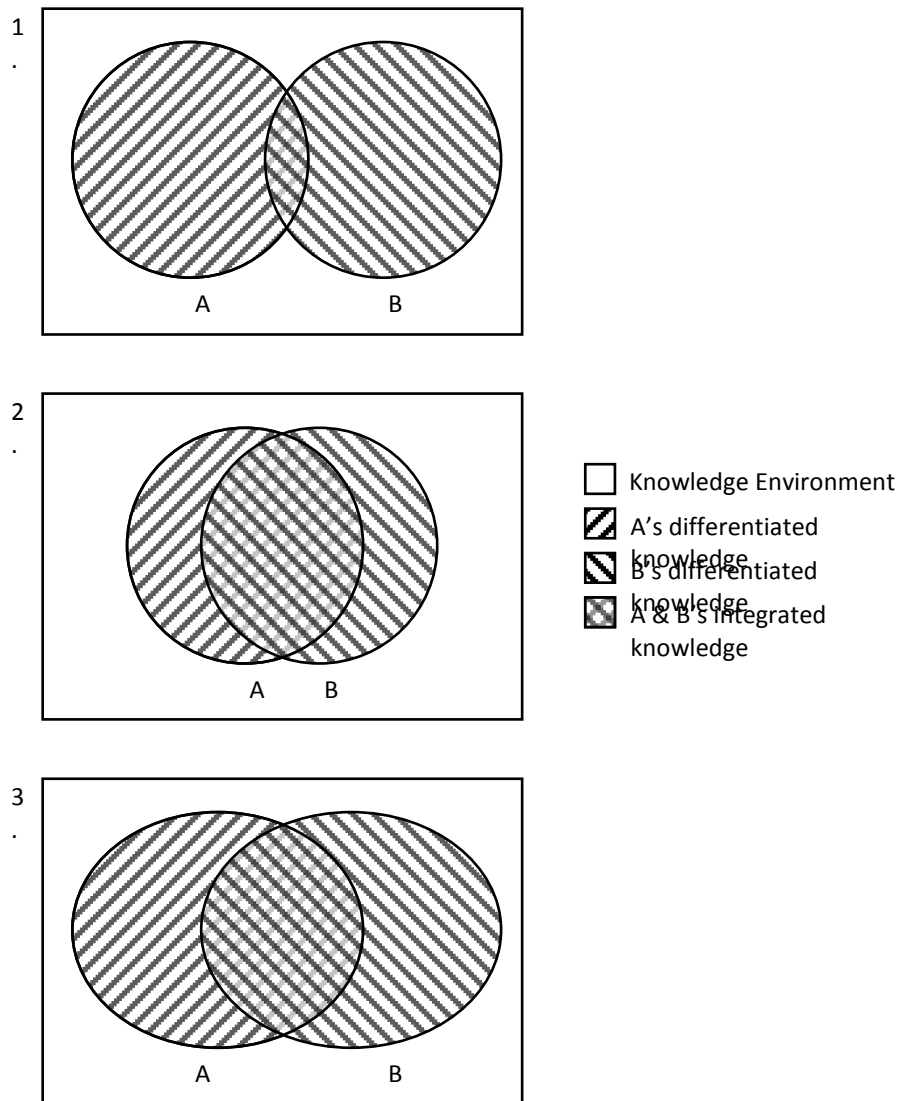 1
.
A B
2
.
A B
Knowledge Environment
A's differentiated
knowledge
B's differentiated
knowledge
A & B's integrated
knowledge
3
.
A B